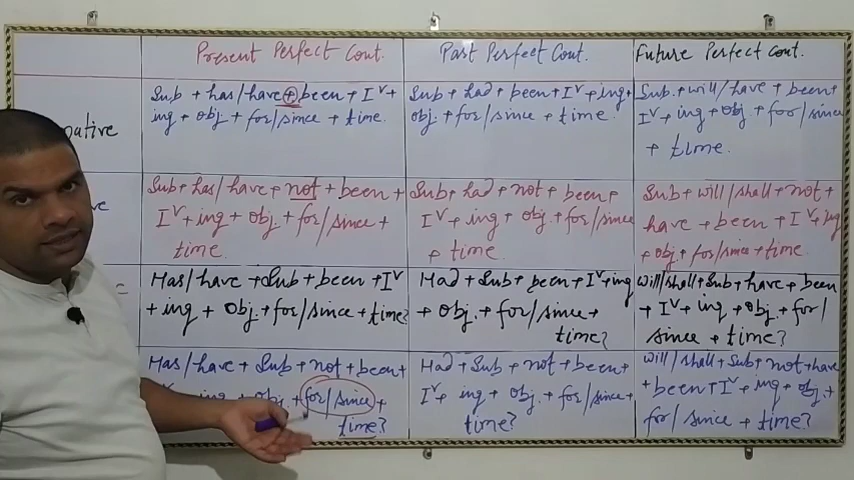 Present Perfect Cont.
Past Perfect Cont.
Future Perfect Cont.
Sub + has/have + been + I V +
ing + obj. + for/since + time.
Sub + had + been + I V + ing +
obj. + for/since + time.
Sub. + will/have + been +
I V + ing + obj + for/since
+ time.
Sub + has/have + not + been +
I V + ing + obj. + for/since +
time.
Sub + had + not + been +
I V + ing + obj. + for/since
+ time.
Sub + will/shall + not +
have + been + I V + ing
+ obj + for/since + time.
Has/have + Sub + been + I V
+ ing + obj. + for/since + time?
Had + Sub + been + I V + ing
+ obj. + for/since +
time?
will/shall + Sub + have + been
+ I V + ing + obj. + for/
since + time?
Has/have + Sub + not + been +
for/since +
time?
Had + Sub + not + been +
I V + ing + obj. + for/since +
time?
will/shall + Sub + not + have
+ been + I V + ing + obj. +
for/since + time?